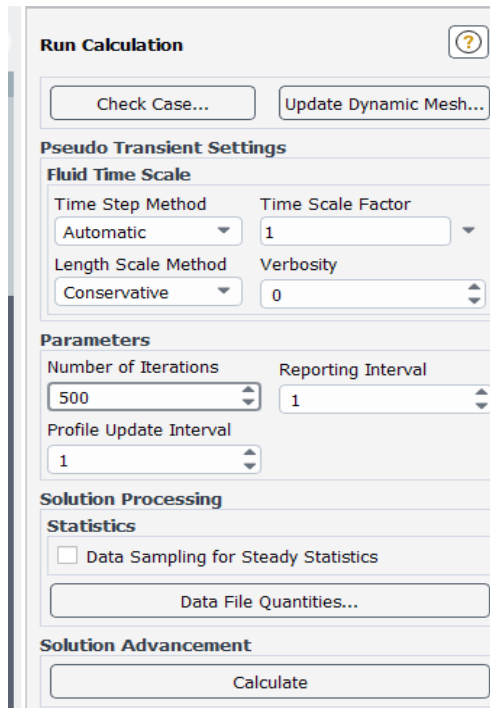 Run Calculation
?
Check Case... Update Dynamic Mesh...
Pseudo Transient Settings
Fluid Time Scale
Time Step Method Time Scale Factor
Automatic 1
Length Scale Method Verbosity
Conservative 0
Parameters
Number of Iterations Reporting Interval
500 1
Profile Update Interval
1
Solution Processing
Statistics
Data Sampling for Steady Statistics
Data File Quantities...
Solution Advancement
Calculate